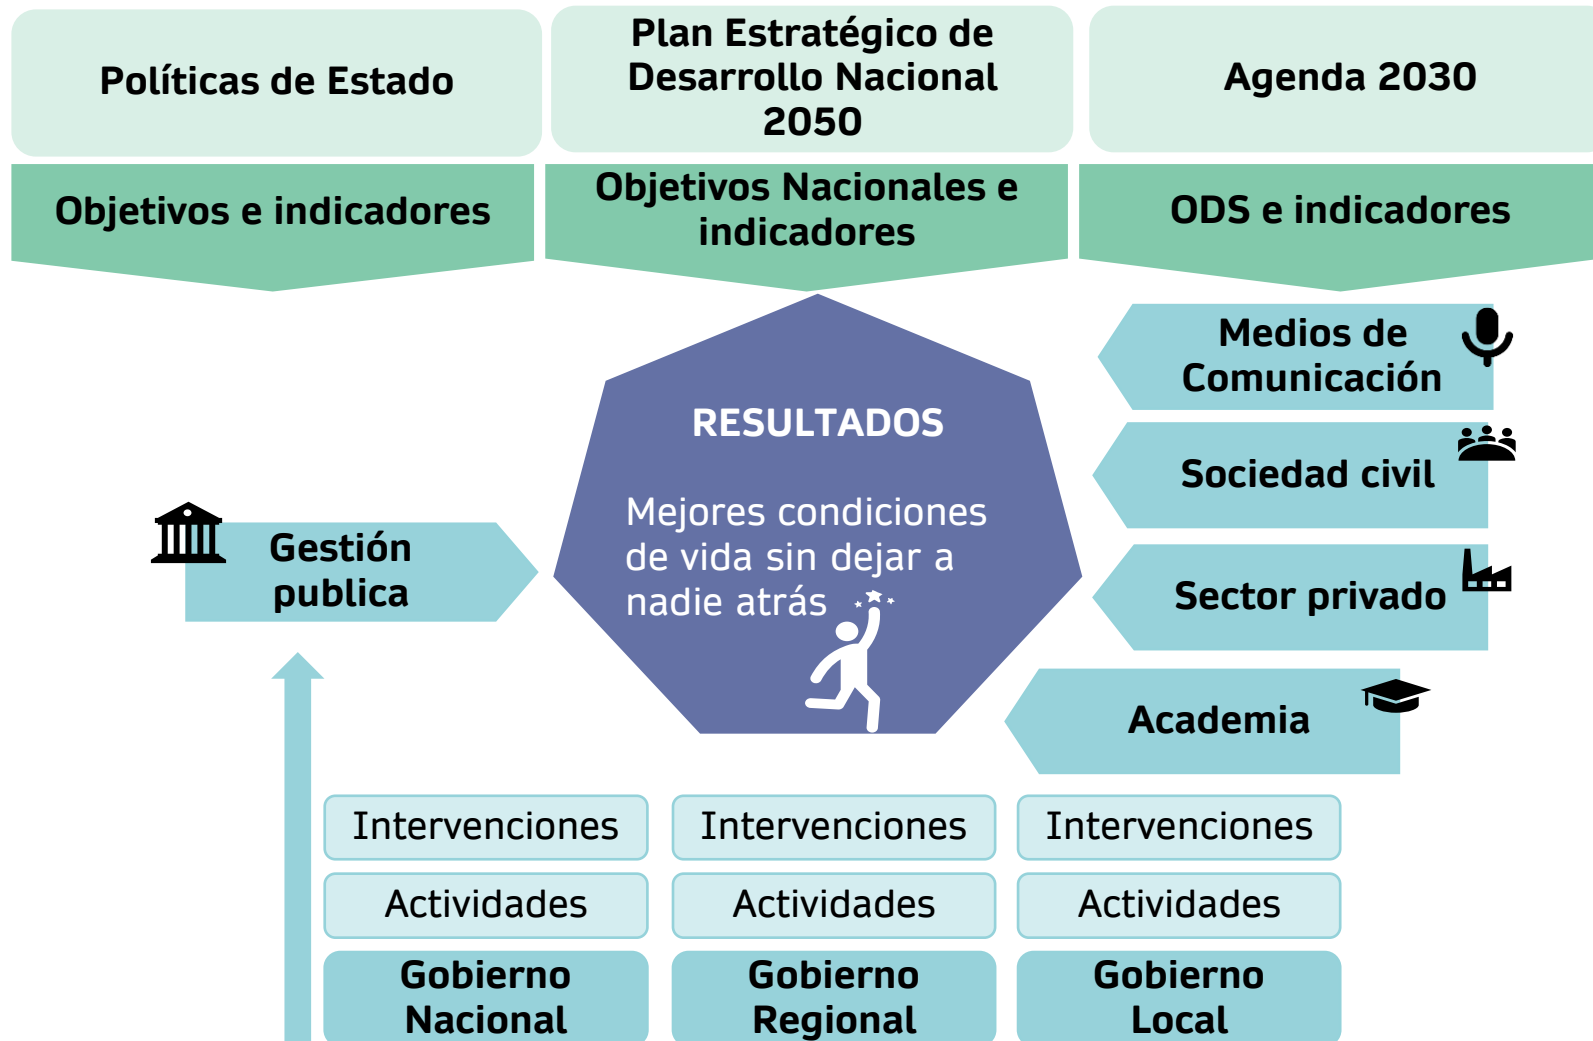 Políticas de Estado
Plan Estratégico de
Desarrollo Nacional
2050
Agenda 2030
Objetivos e indicadores
Objetivos Nacionales e
indicadores
ODS e indicadores
RESULTADOS
Mejores condiciones
de vida sin dejar a
nadie atrás
Gestión
publica
Medios de
Comunicación
Sociedad civil
Sector privado
Academia
Intervenciones
Intervenciones
Intervenciones
Actividades
Actividades
Actividades
Gobierno
Nacional
Gobierno
Regional
Gobierno
Local